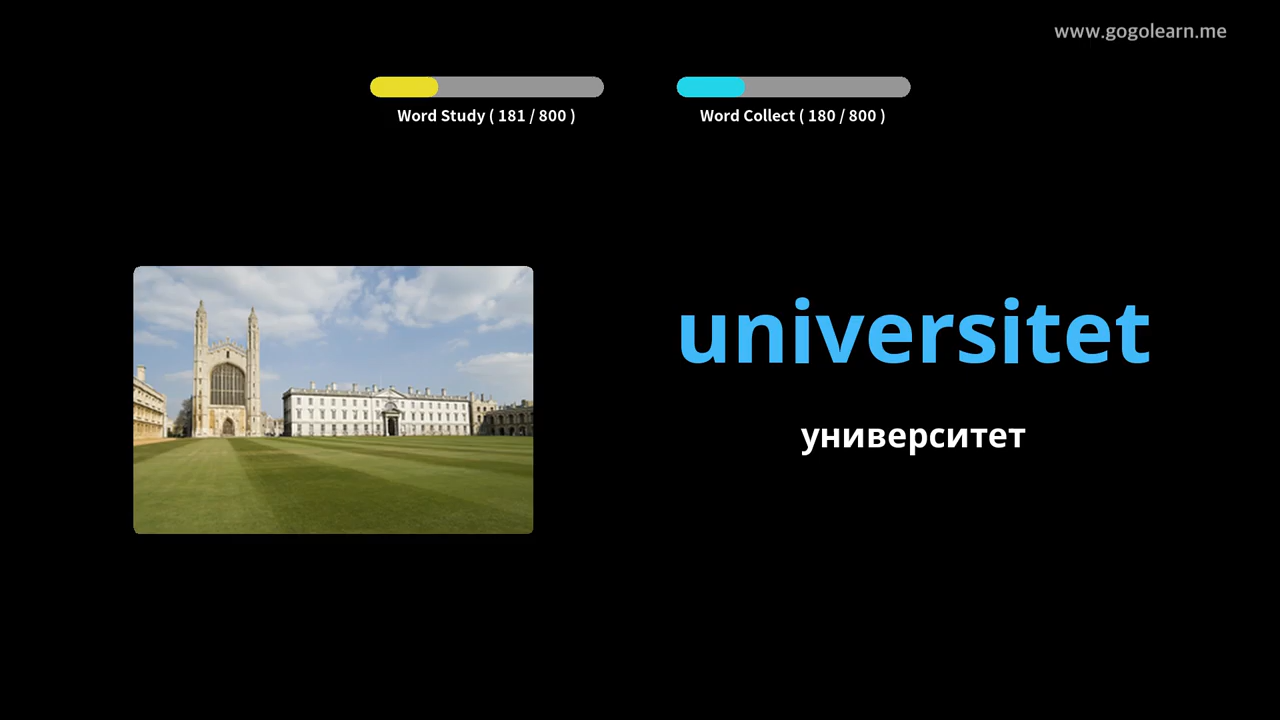 www.gogolearn.me
Word Study ( 181 / 800 )
Word Collect ( 180 / 800 )
universitet
университет